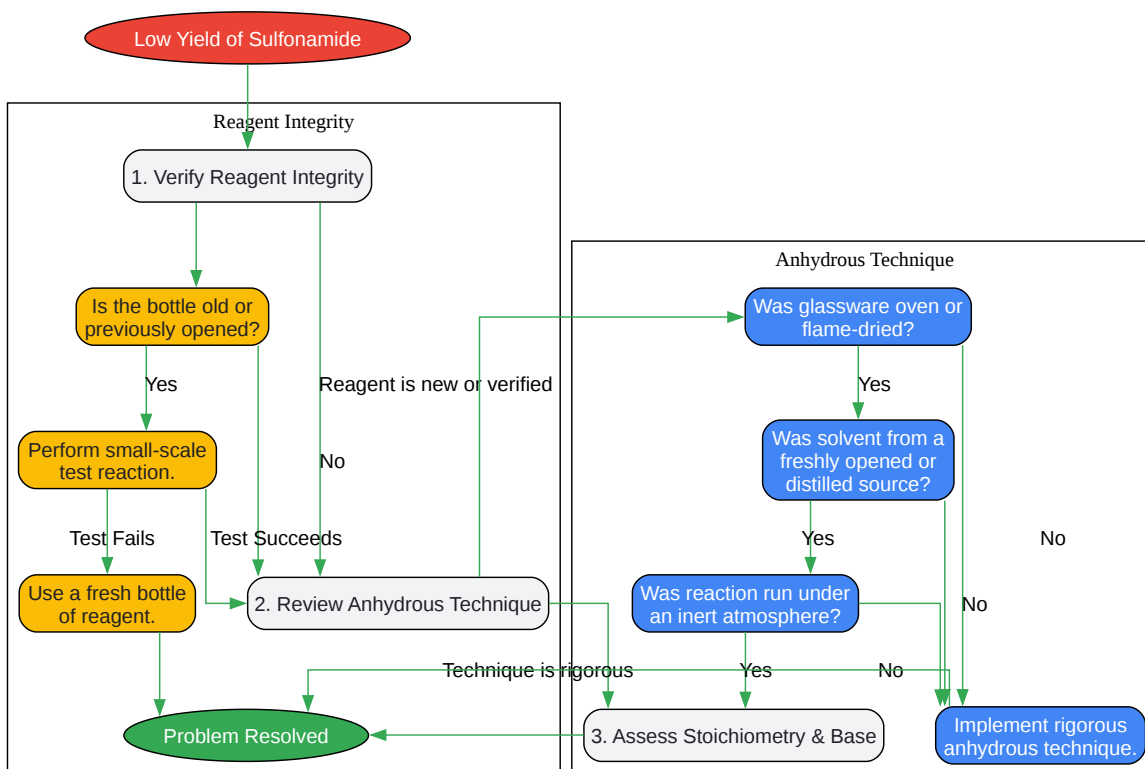 Low Yield of Sulfonamide
Reagent Integrity
1. Verify Reagent Integrity
Anhydrous Technique
Is the bottle old or
previously opened?
Was glassware oven or
flame-dried?
Yes
Reagent is new or verified
Yes
Perform small-scale
test reaction.
No
Was solvent from a
freshly opened or
distilled source?
Test Fails
Test Succeeds
Yes
No
Use a fresh bottle
of reagent.
2. Review Anhydrous Technique
Was reaction run under
an inert atmosphere?
No
Technique is rigorous
Yes
No
Problem Resolved
3. Assess Stoichiometry & Base
Implement rigorous
anhydrous technique.